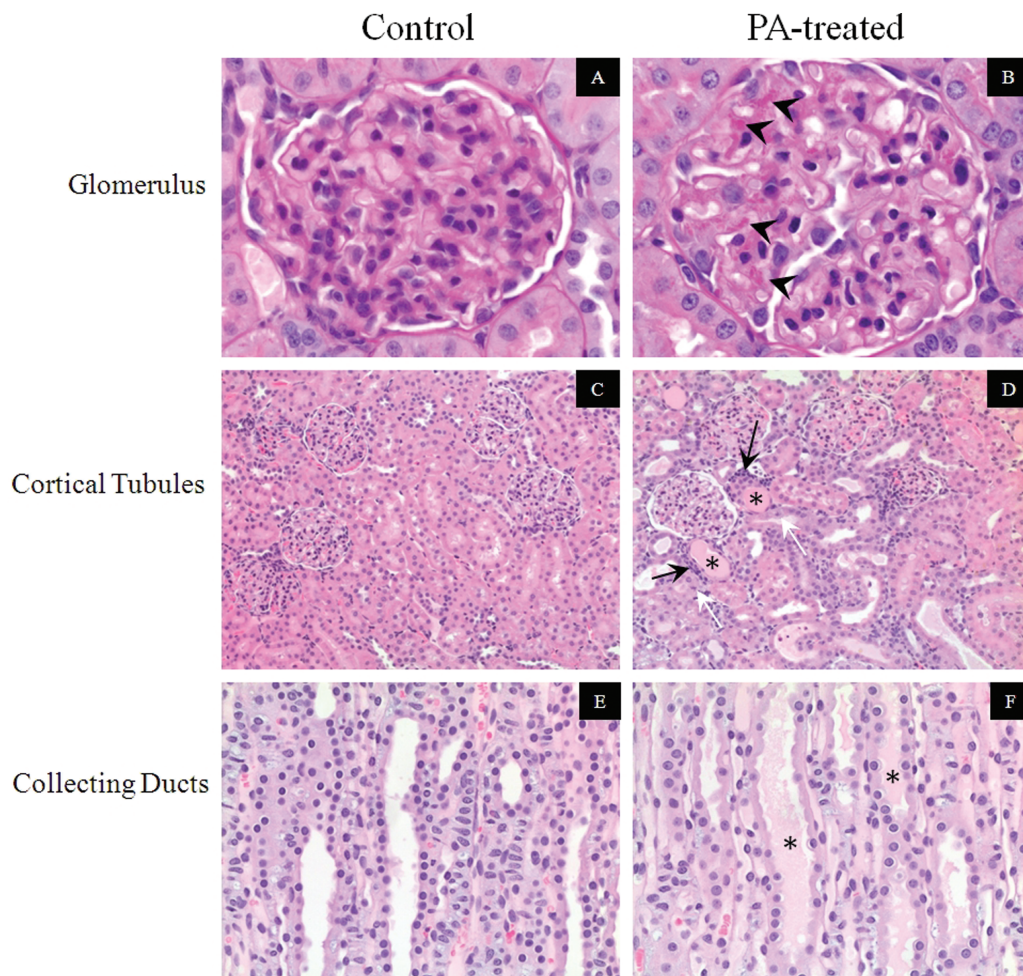 Control
PA-treated
Glomerulus
A
B
Cortical Tubules
C
D
*
*
Collecting Ducts
E
F
*
*